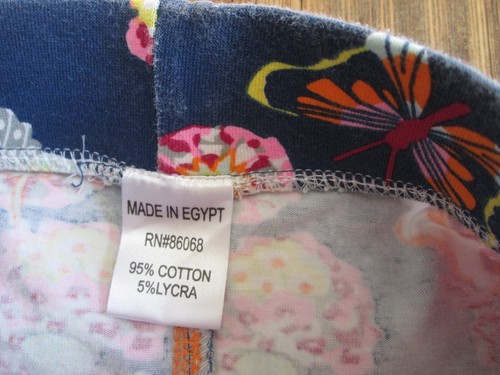 MADE IN EGYPT
RN#86068
95% COTTON
5%LYCRA